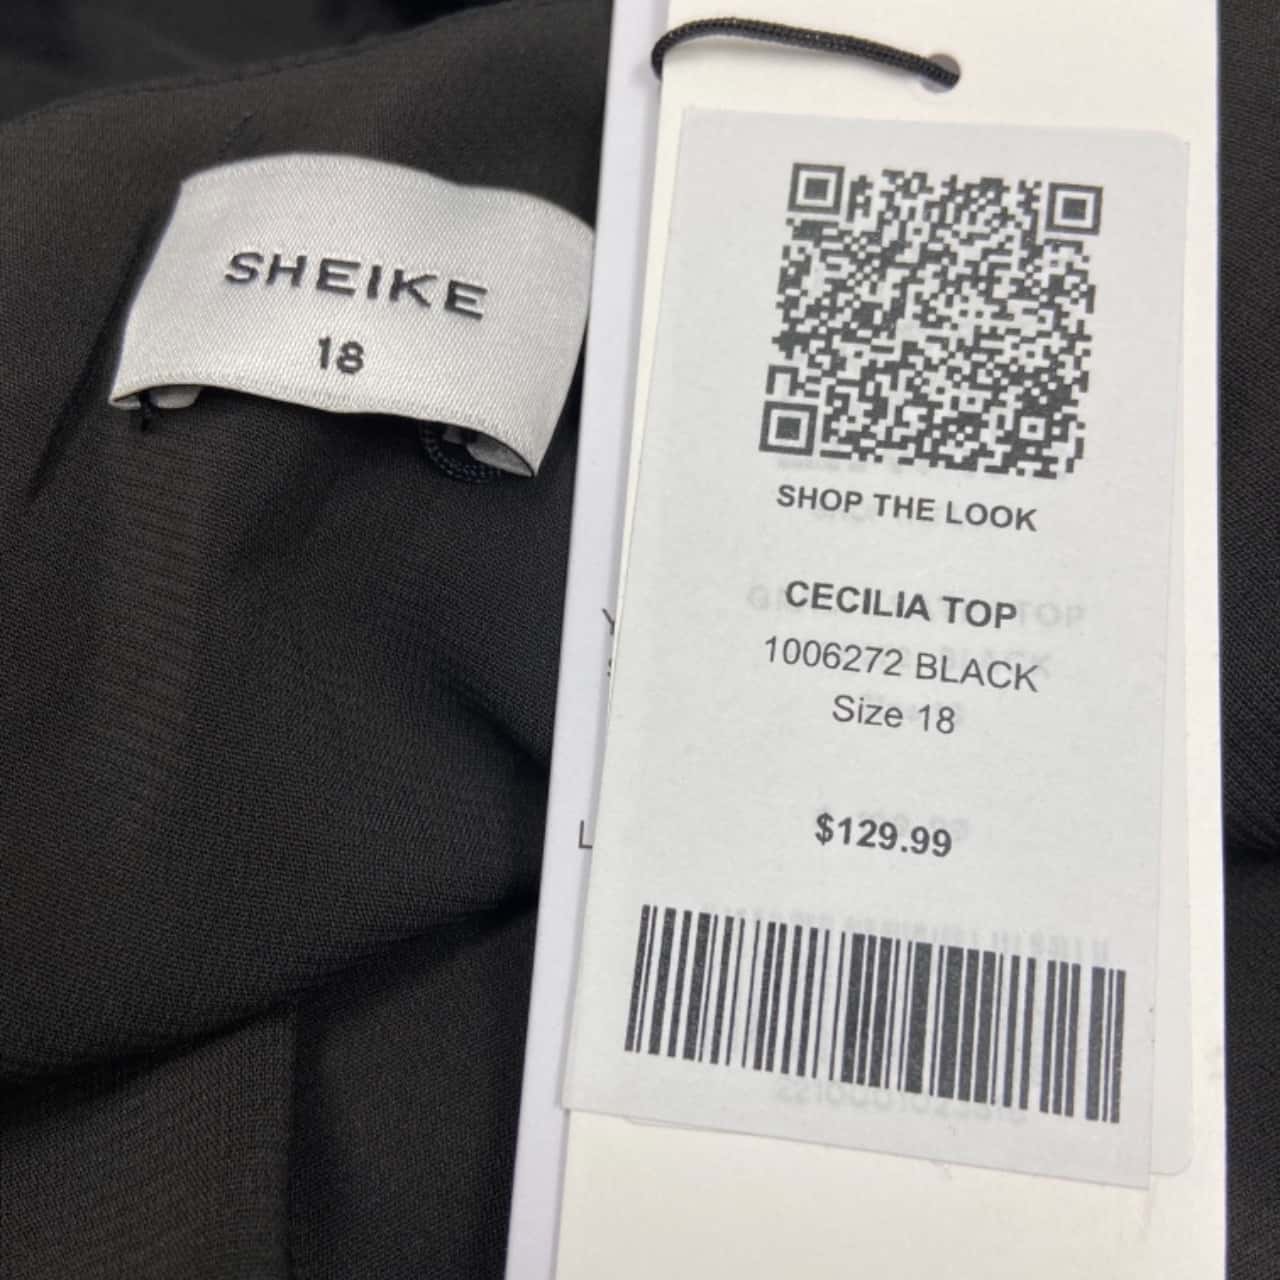 SHEIKE
18
SHOP THE LOOK
CECILIA TOP
1006272 BLACK
Size 18
$129.99